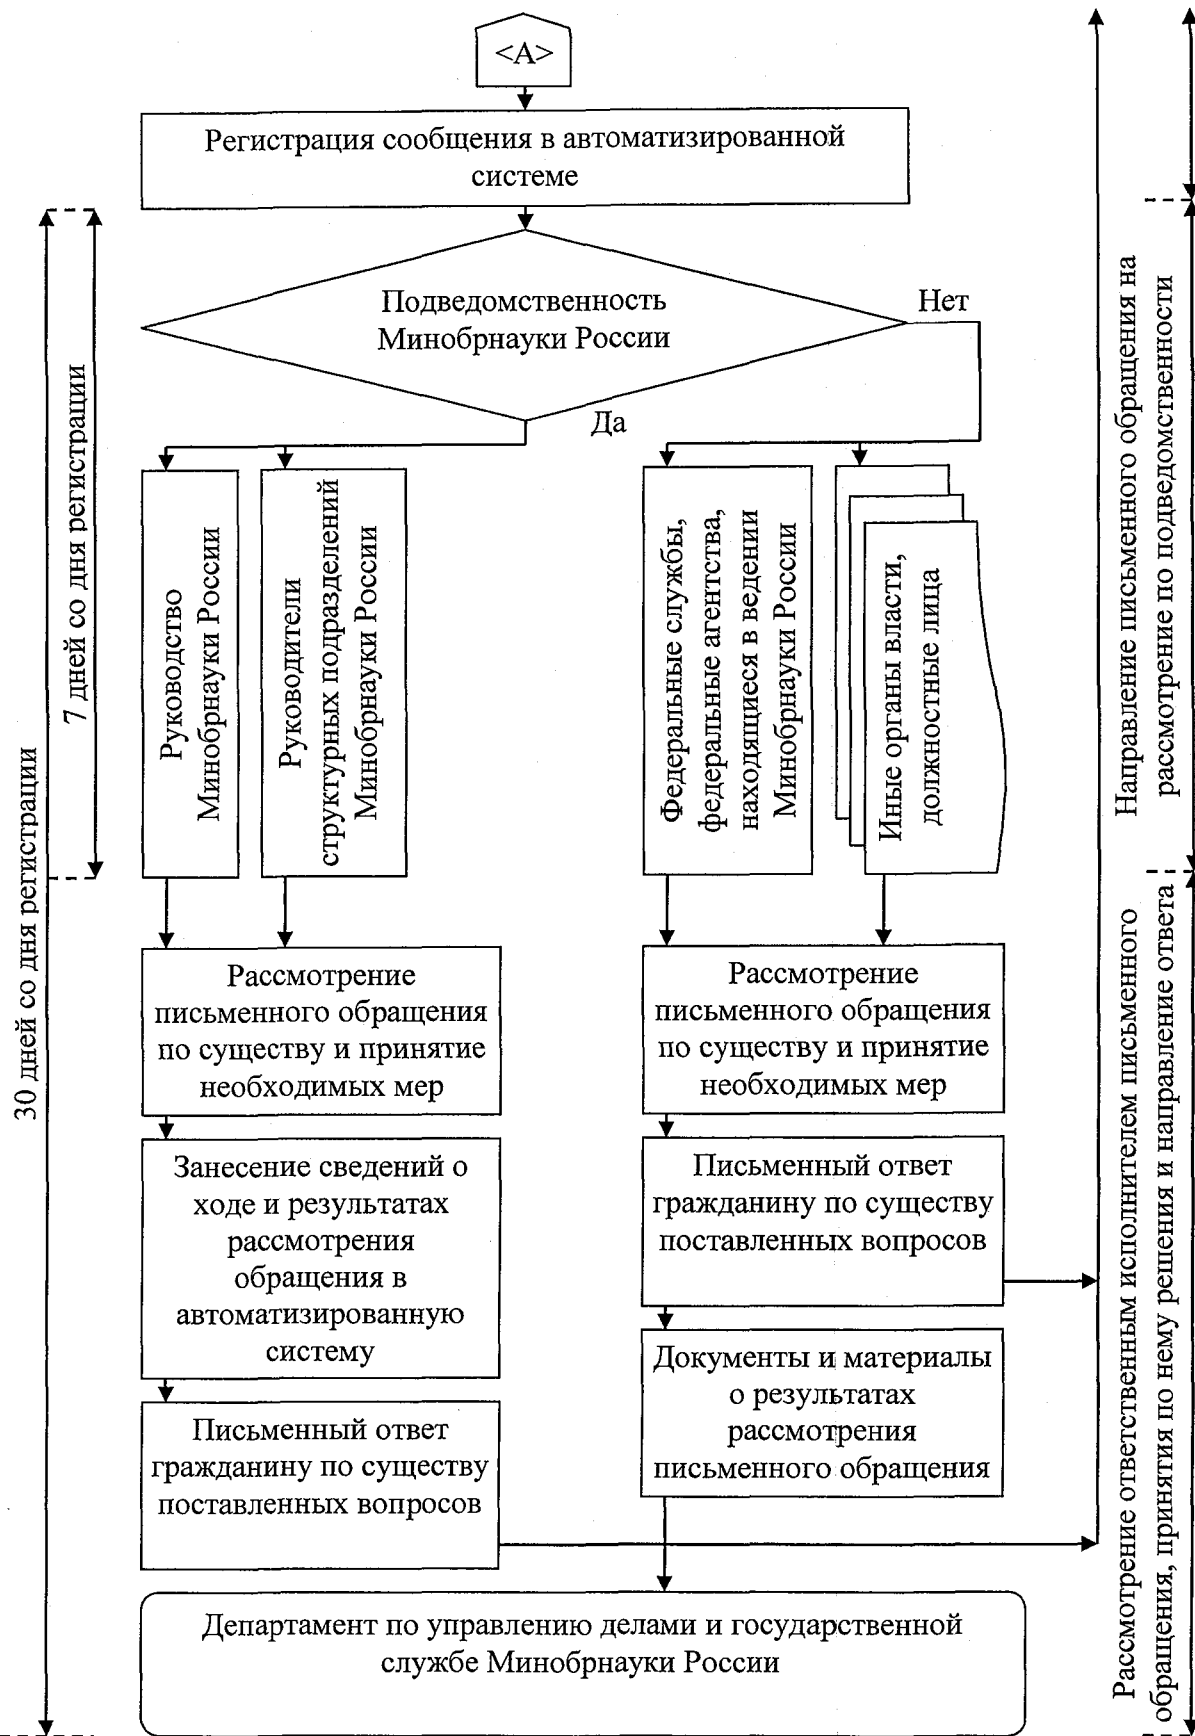 <А>
Регистрация сообщения в автоматизированной
системе
Подведомственность
Минобрнауки России
Нет
Да
7 дней со дня регистрации
30 дней со дня регистрации
Руководство
Минобрнауки России
Руководители
структурных подразделений
Минобрнауки России
Федеральные службы,
федеральные агентства,
находящиеся в ведении
Минобрнауки России
Иные органы власти,
должностные лица
Направление письменного обращения на
рассмотрение по подведомственности
Рассмотрение
письменного обращения
по существу и принятие
необходимых мер
Рассмотрение
письменного обращения
по существу и принятие
необходимых мер
Занесение сведений о
ходе и результатах
рассмотрения
обращения в
автоматизированную
систему
Письменный ответ
гражданину по существу
поставленных вопросов
Письменный ответ
гражданину по существу
поставленных вопросов
Документы и материалы
о результатах
рассмотрения
письменного обращения
Рассмотрение ответственным исполнителем письменного
обращения, принятия по нему решения и направление ответа
Департамент по управлению делами и государственной
службе Минобрнауки России